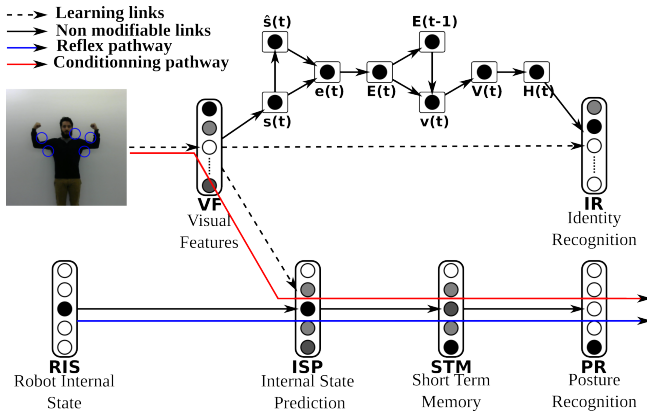 Learning links
Non modifiable links
Reflex pathway
Conditionning pathway
ŝ(t)
E(t-1)
s(t)
e(t)
E(t)
v(t)
V(t)
H(t)
VF
Visual
Features
IR
Identity
Recognition
RIS
Robot Internal
State
ISP
Internal State
Prediction
STM
Short Term
Memory
PR
Posture
Recognition